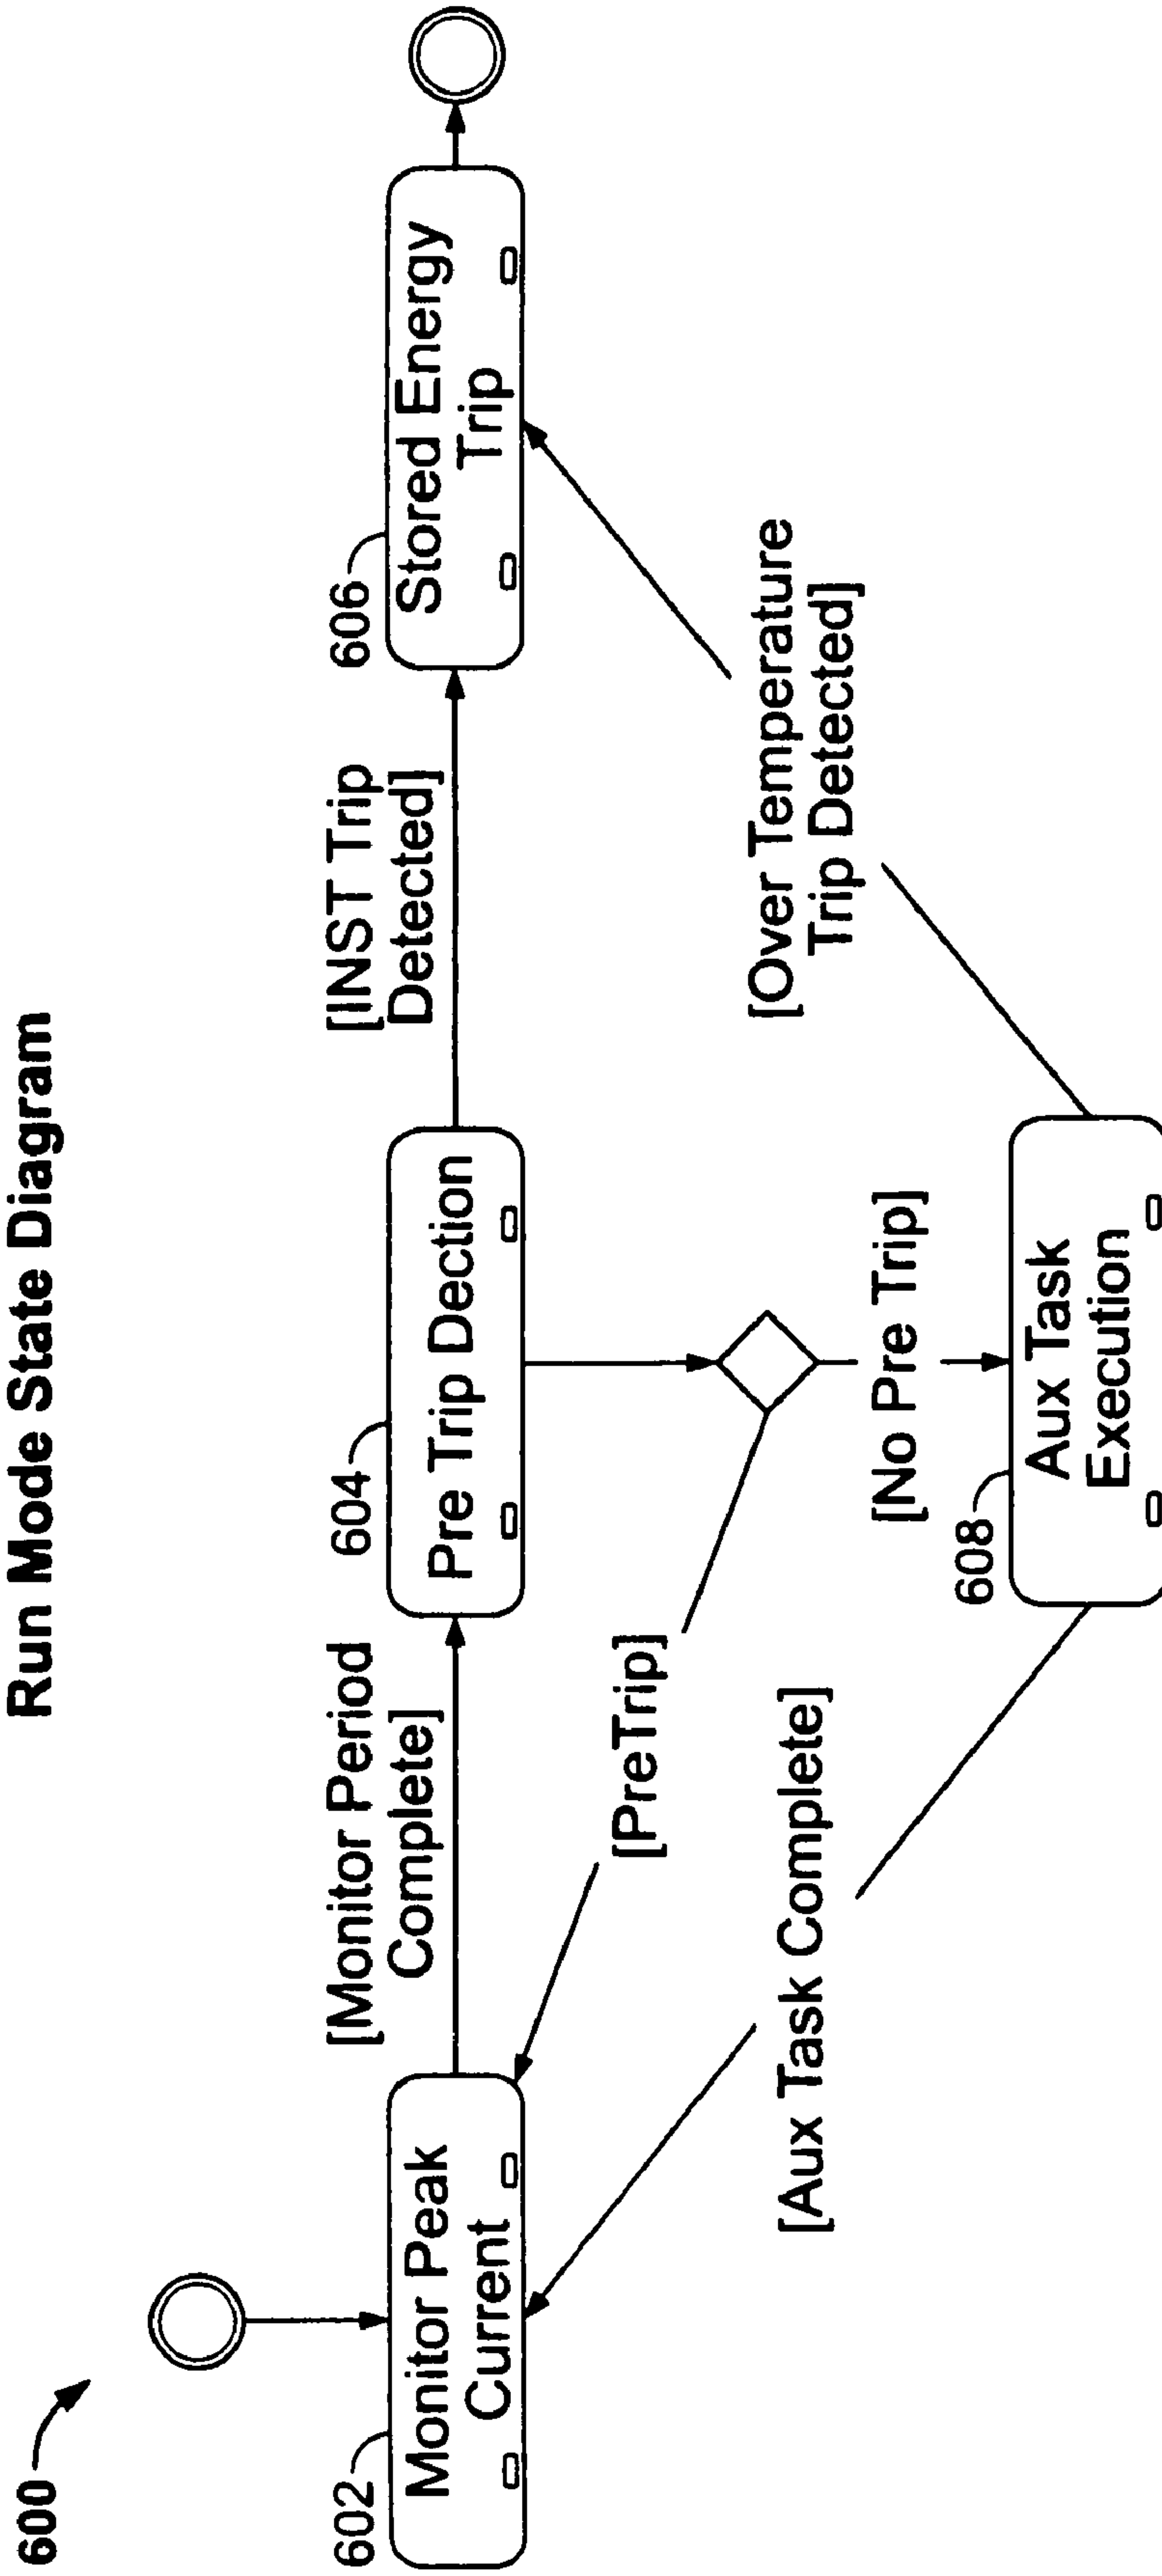 Run Mode State Diagram
600
602
Monitor Peak
Current
[Monitor Period
Complete]
604
Pre Trip Dection
[INST Trip
Detected]
606
Stored Energy
Trip
[PreTrip]
[No Pre Trip]
[Aux Task Complete]
[Over Temperature
Trip Detected]
608
Aux Task
Execution